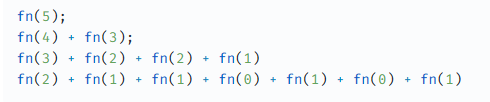 fn(5);
fn(4) + fn(3);
fn(3) + fn(2) + fn(2) + fn(1)
fn(2) + fn(1) + fn(1) + fn(0) + fn(1) + fn(0) + fn(1)